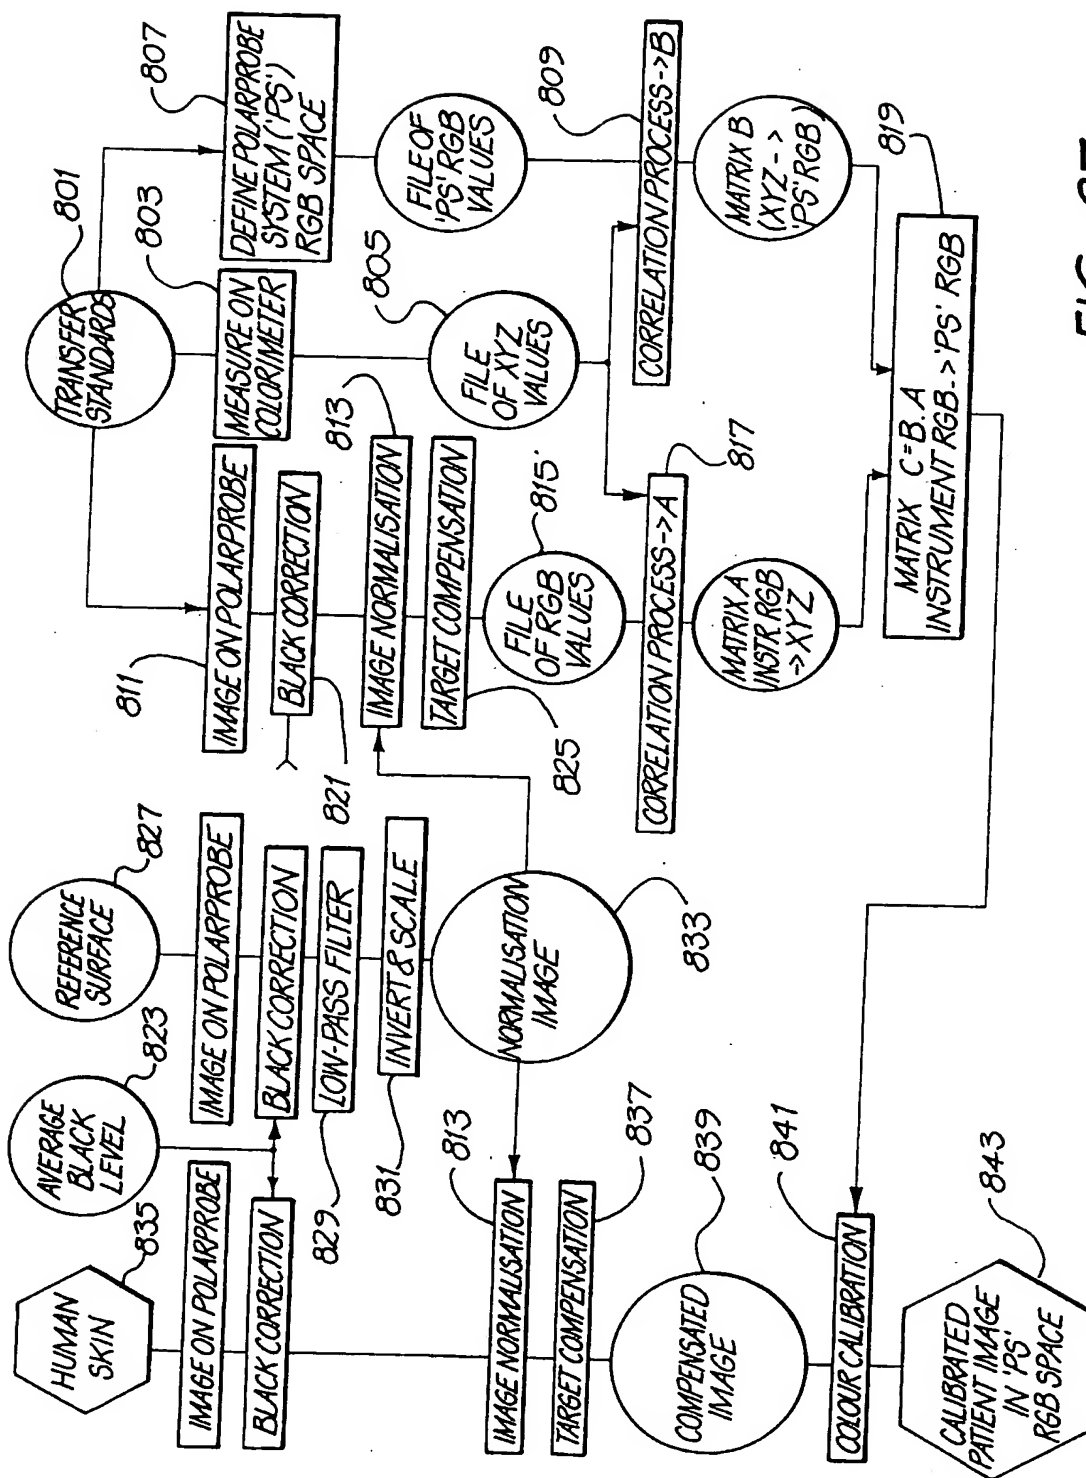 HUMAN
SKIN
835
IMAGE ON POLARPROBE
BLACK CORRECTION
IMAGE NORMALISATION
813
TARGET COMPENSATION
837
COMPENSATED
IMAGE
839
COLOUR CALIBRATION
841
CALIBRATED
PATIENT IMAGE
IN 'PS'
RGB SPACE
843
AVERAGE
BLACK
LEVEL
823
REFERENCE
SURFACE
827
IMAGE ON POLARPROBE
BLACK CORRECTION
LOW-PASS FILTER
829
INVERT & SCALE
831
NORMALISATION
IMAGE
833
TRANSFER
STANDARDS
801
IMAGE ON POLARPROBE
811
BLACK CORRECTION
821
IMAGE NORMALISATION
813
TARGET COMPENSATION
825
FILE
OF RGB
VALUES
815'
CORRELATION PROCESS->A
817
MATRIX A
INSTR. RGB
->XYZ
MEASURE ON
COLORIMETER
803
FILE
OF XYZ
VALUES
805
DEFINE POLARPROBE
SYSTEM ('PS')
RGB SPACE
807
FILE OF
'PS' RGB
VALUES
CORRELATION PROCESS->B
809
MATRIX B
(XYZ->
'PS' RGB)
MATRIX C=B.A
INSTRUMENT RGB->'PS' RGB
819